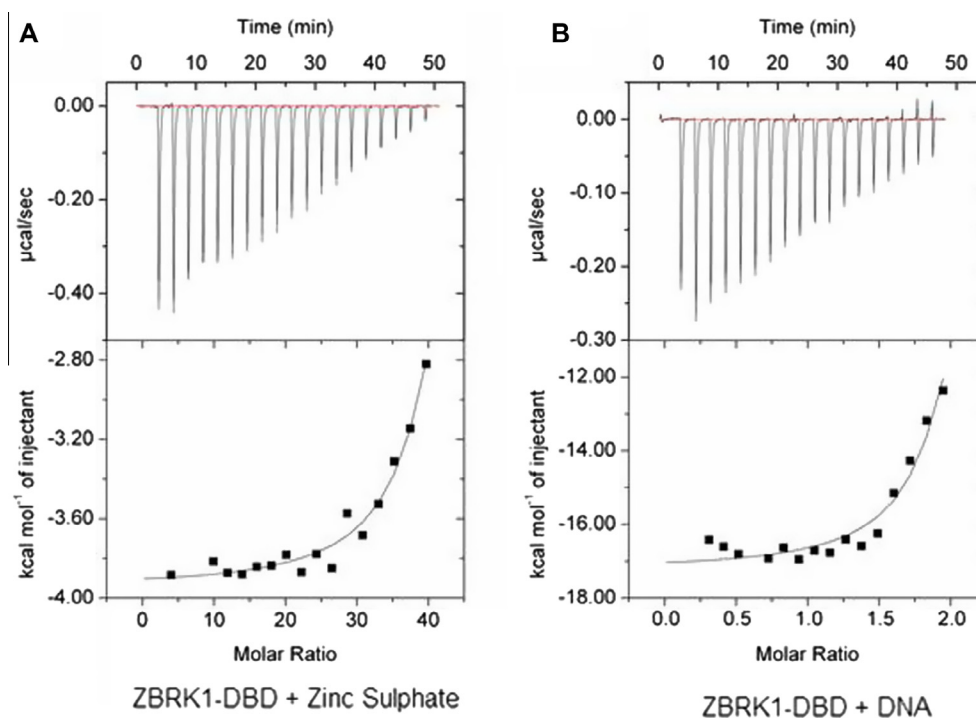 A
Time (min)
0 10 20 30 40 50
0.00
-0.20
-0.40
µcal/sec
-2.80
-3.20
-3.60
-4.00
kcal mol⁻¹ of injectant
0 10 20 30 40
Molar Ratio
ZBRK1-DBD + Zinc Sulphate
B
Time (min)
0 10 20 30 40 50
0.00
-0.10
-0.20
-0.30
µcal/sec
-12.00
-14.00
-16.00
-18.00
kcal mol⁻¹ of injectant
0.0 0.5 1.0 1.5 2.0
Molar Ratio
ZBRK1-DBD + DNA